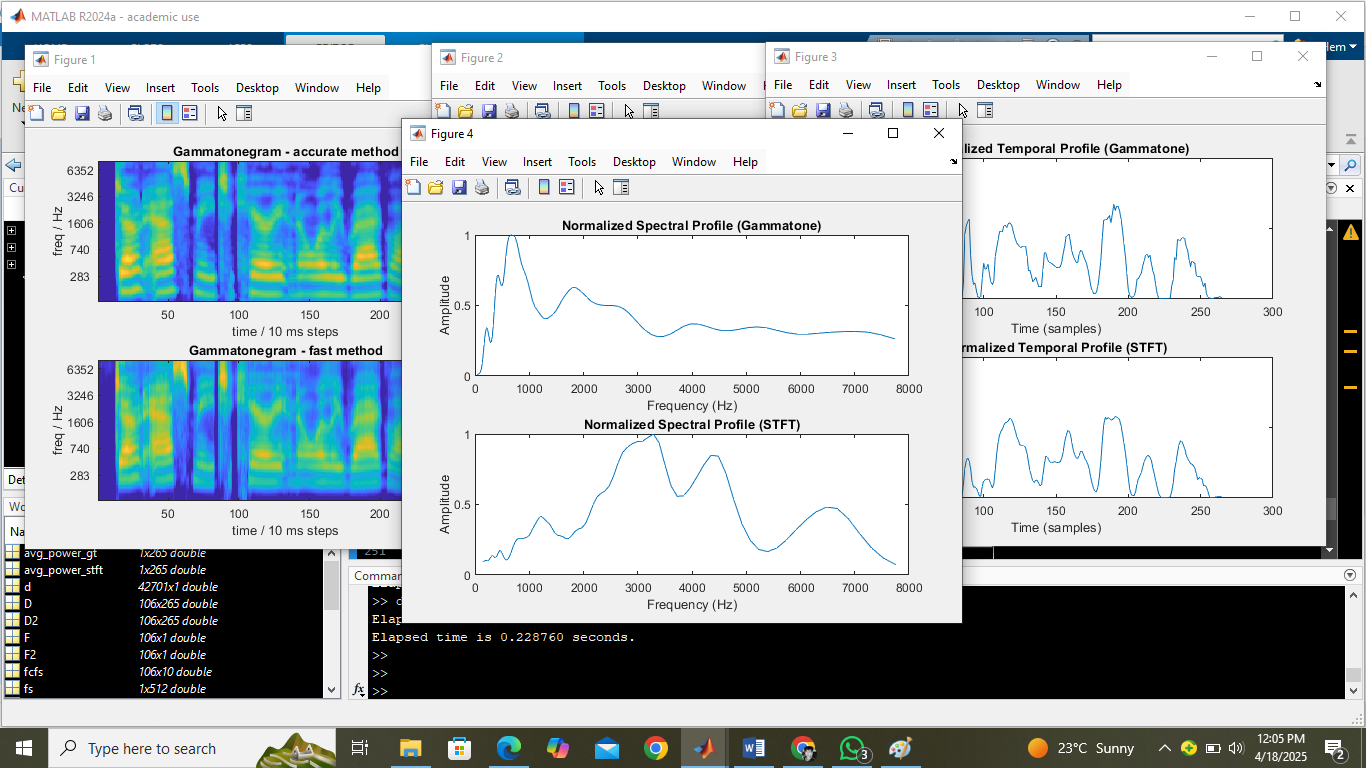 MATLAB R2024a - academic use
Figure 1
File Edit View Insert Tools Desktop Window Help
Gammatonegram - accurate method
freq / Hz
6352
3246
1606
740
283
50 100 150 200
time / 10 ms steps
Gammatonegram - fast method
freq / Hz
6352
3246
1606
740
283
50 100 150 200
time / 10 ms steps
Figure 2
File Edit View Insert Tools Desktop Window
Figure 3
File Edit View Insert Tools Desktop Window Help
lized Temporal Profile (Gammatone)
100 150 200 250 300
Time (samples)
rmalized Temporal Profile (STFT)
100 150 200 250 300
Time (samples)
Figure 4
File Edit View Insert Tools Desktop Window Help
Normalized Spectral Profile (Gammatone)
Amplitude
1
0.5
0
0 1000 2000 3000 4000 5000 6000 7000 8000
Frequency (Hz)
Normalized Spectral Profile (STFT)
Amplitude
1
0.5
0
0 1000 2000 3000 4000 5000 6000 7000 8000
Frequency (Hz)
Cu
Det
Wo
Na
avg_power_gt 1x265 double
avg_power_stft 1x265 double
d 42701x1 double
D 106x265 double
D2 106x265 double
F 106x1 double
F2 106x1 double
fcfs 106x10 double
fs 1x512 double
251
Comman
>> c
Elap
Elapsed time is 0.228760 seconds.
>>
>>
fx >>
Type here to search
3
23°C Sunny
12:05 PM
4/18/2025
2